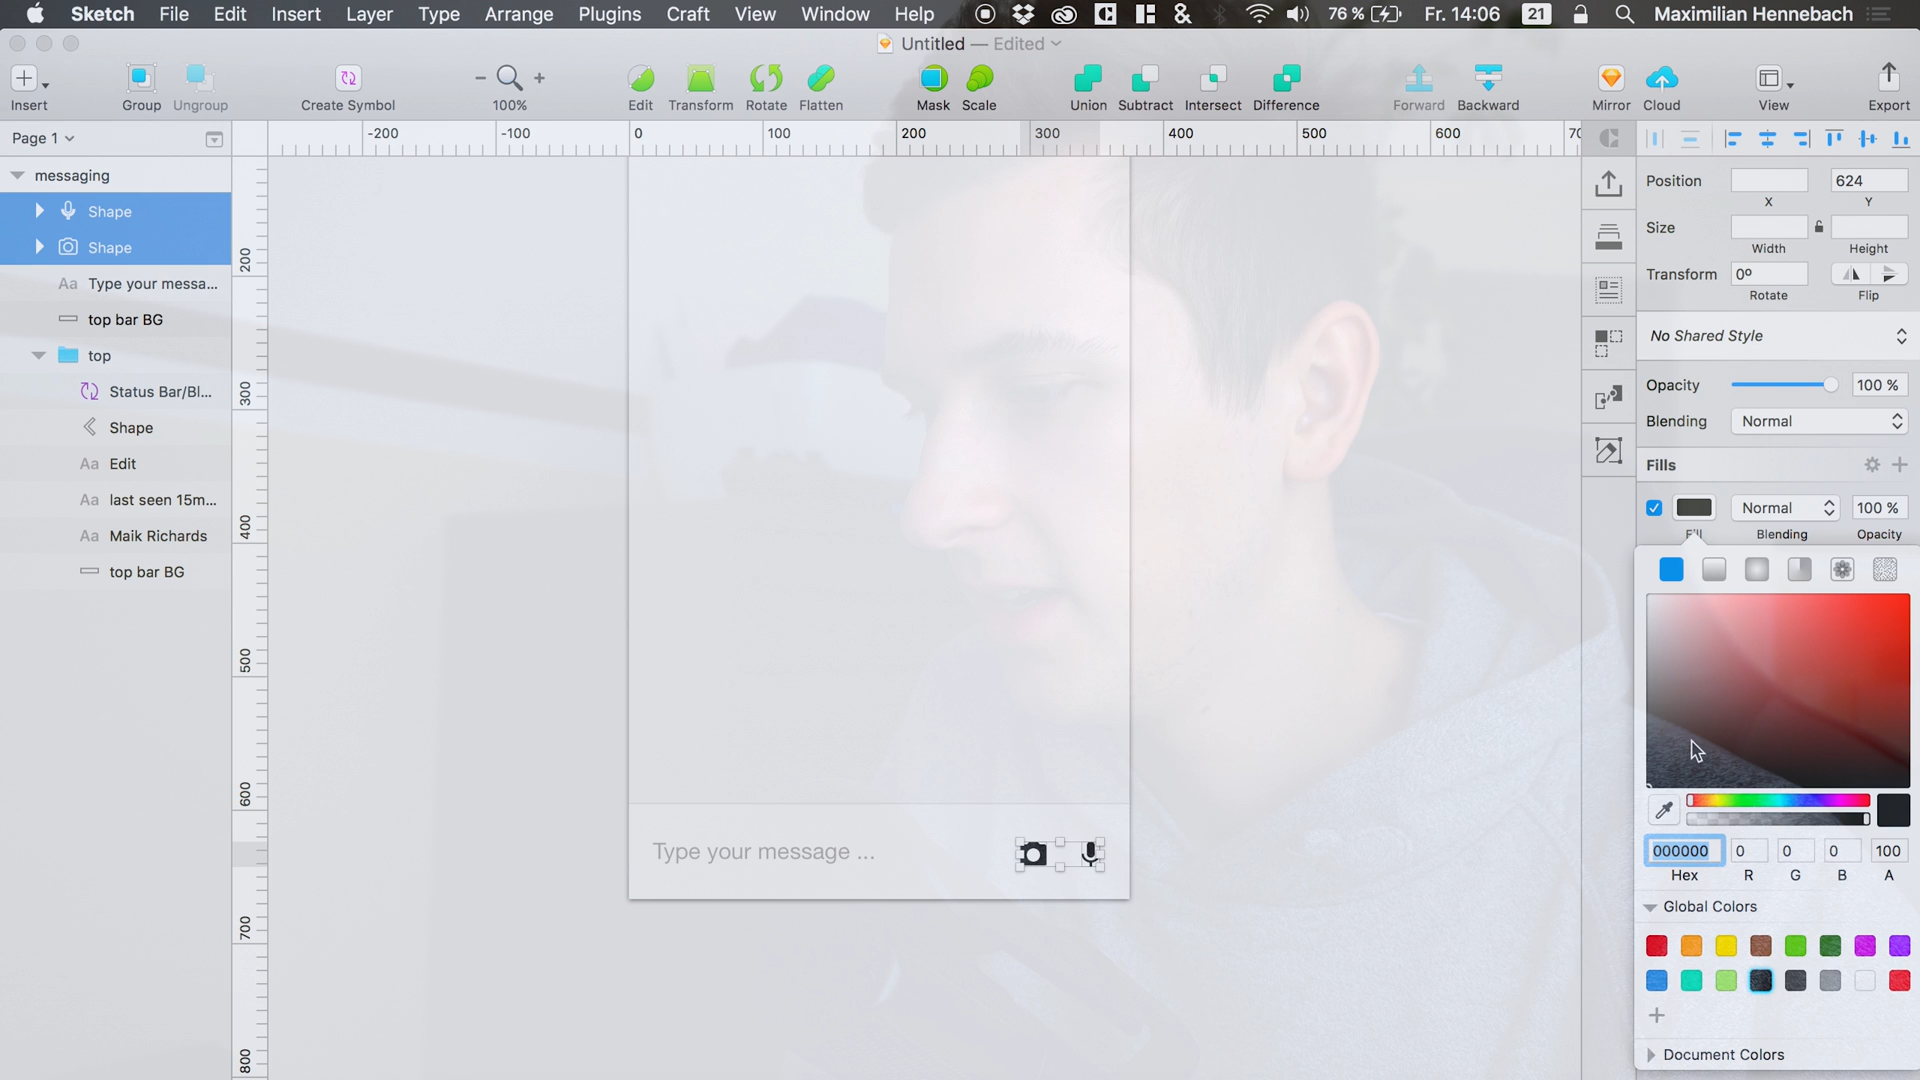 Sketch File Edit Insert Layer Type Arrange Plugins Craft View Window Help 76 % Fr. 14:06 21 Maximilian Hennebach
Untitled — Edited
Insert Group Ungroup Create Symbol 100% Edit Transform Rotate Flatten Mask Scale Union Subtract Intersect Difference Forward Backward Mirror Cloud View Export
Page 1
-200 -100 0 100 200 300 400 500 600 70
messaging
Shape
Shape
Type your messa...
top bar BG
top
Status Bar/Bl...
Shape
Edit
last seen 15m...
Maik Richards
top bar BG
200
300
400
500
600
700
800
Type your message ...
Position 624
X Y
Size
Width Height
Transform 0º
Rotate Flip
No Shared Style
Opacity 100 %
Blending Normal
Fills
Normal 100 %
Fill Blending Opacity
000000 0 0 0 100
Hex R G B A
Global Colors
Document Colors